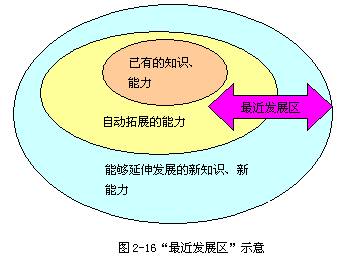 已有的知识、
能力
最近发展区
自动拓展的能力
能够延伸发展的新知识、新
能力
图2-16“最近发展区”示意